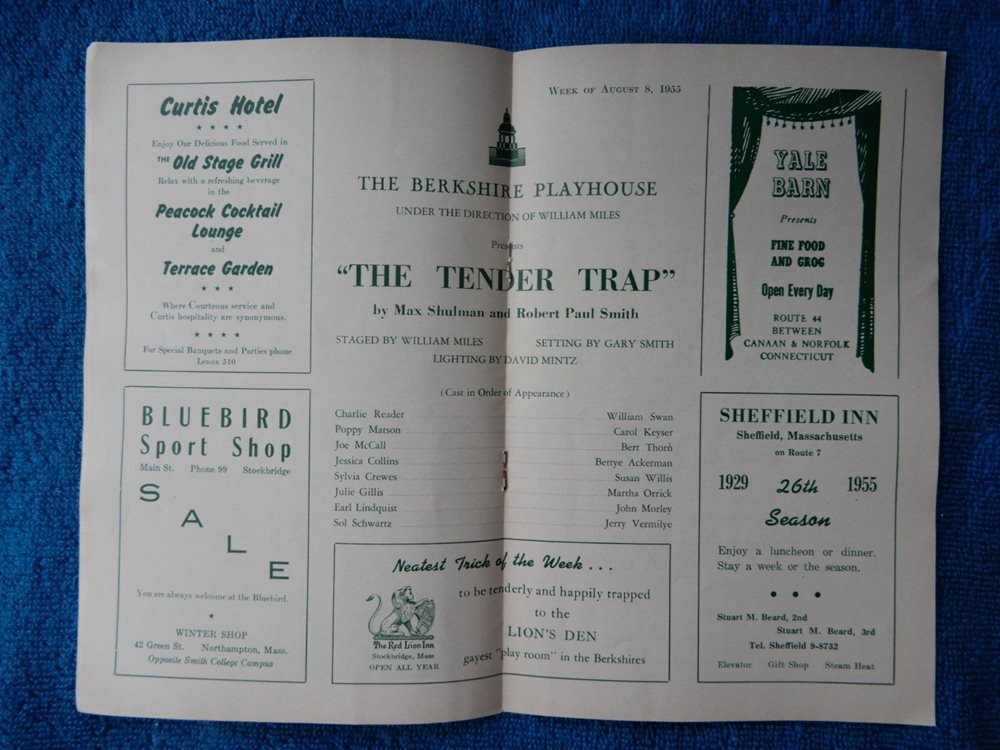 Curtis Hotel
★ ★ ★ ★
Enjoy Our Delicious Food Served in
THE Old Stage Grill
Relax with a refreshing beverage
in the
Peacock Cocktail
Lounge
and
Terrace Garden
★ ★ ★
Where Courteous service and
Curtis hospitality are synonymous.
★ ★ ★ ★
For Special Banquets and Parties phone
Lenox 510
BLUEBIRD
Sport Shop
Main St. Phone 99 Stockbridge
S
A
L
E
You are always welcome at the Bluebird.
★
WINTER SHOP
42 Green St. Northampton, Mass.
Opposite Smith College Campus
WEEK OF AUGUST 8, 1955
THE BERKSHIRE PLAYHOUSE
UNDER THE DIRECTION OF WILLIAM MILES
Presents
"THE TENDER TRAP"
by Max Shulman and Robert Paul Smith
STAGED BY WILLIAM MILES SETTING BY GARY SMITH
LIGHTING BY DAVID MINTZ
(Cast in Order of Appearance)
Charlie Reader William Swan
Poppy Matson Carol Keyser
Joe McCall Bert Thorn
Jessica Collins Bettye Ackerman
Sylvia Crewes Susan Willis
Julie Gillis Martha Orrick
Earl Lindquist John Morley
Sol Schwartz Jerry Vermilye
Neatest Trick of the Week . . .
to be tenderly and happily trapped
to the
LION'S DEN
gayest "play room" in the Berkshires
The Red Lion Inn
Stockbridge, Mass
OPEN ALL YEAR
YALE
BARN
Presents
FINE FOOD
AND GROG
Open Every Day
ROUTE 44
BETWEEN
CANAAN & NORFOLK
CONNECTICUT
SHEFFIELD INN
Sheffield, Massachusetts
on Route 7
1929 26th 1955
Season
Enjoy a luncheon or dinner.
Stay a week or the season.
• • •
Stuart M. Beard, 2nd
Stuart M. Beard, 3rd
Tel. Sheffield 9-8732
Elevator Gift Shop Steam Heat